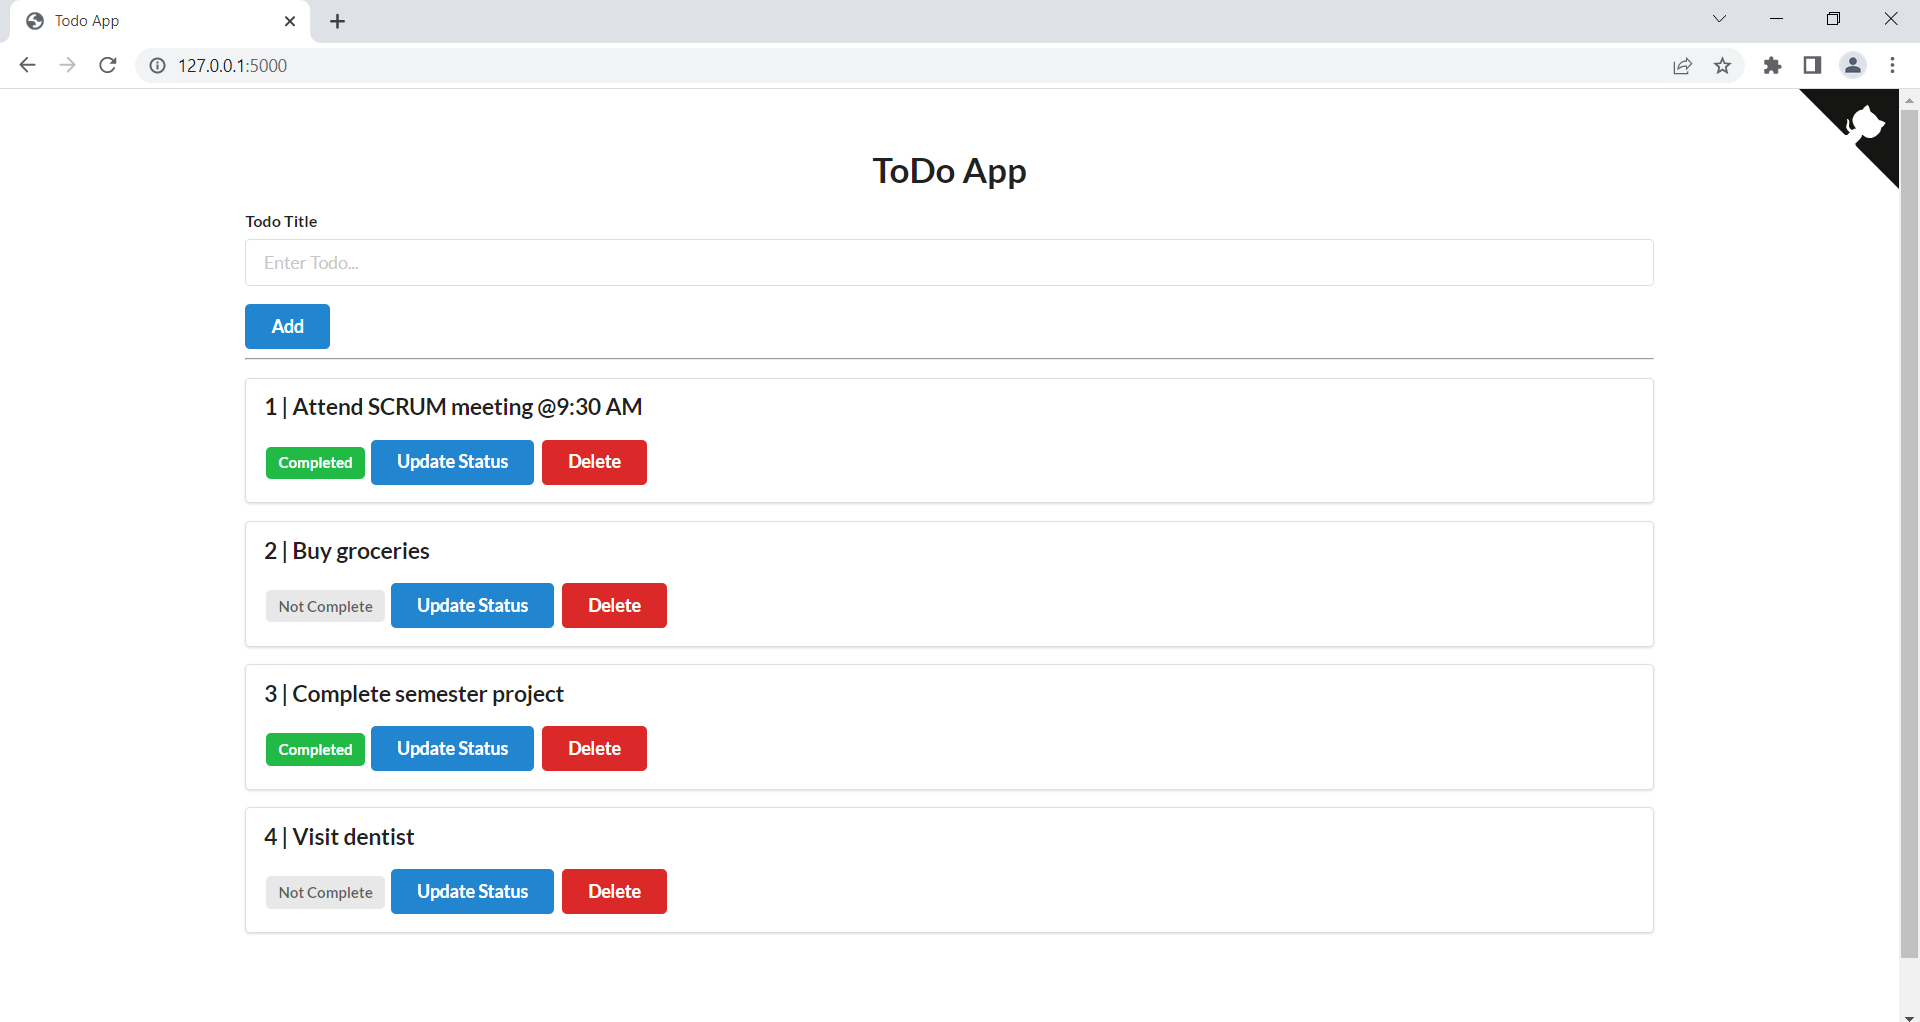 Todo App
127.0.0.1:5000
ToDo App
Todo Title
Enter Todo...
Add
1 | Attend SCRUM meeting @9:30 AM
Completed Update Status Delete
2 | Buy groceries
Not Complete Update Status Delete
3 | Complete semester project
Completed Update Status Delete
4 | Visit dentist
Not Complete Update Status Delete